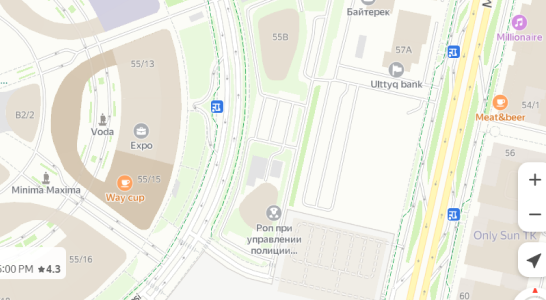 Байтерек
Millionaire
55B
57A
55/13
Ulttyq bank
B2/2
Voda
Expo
Meat&beer
54/1
56
Minima Maxima
55/15
Way cup
Роп при
управлении
полиции...
Only Sun TK
55/16
5:00 PM ★4.3
60